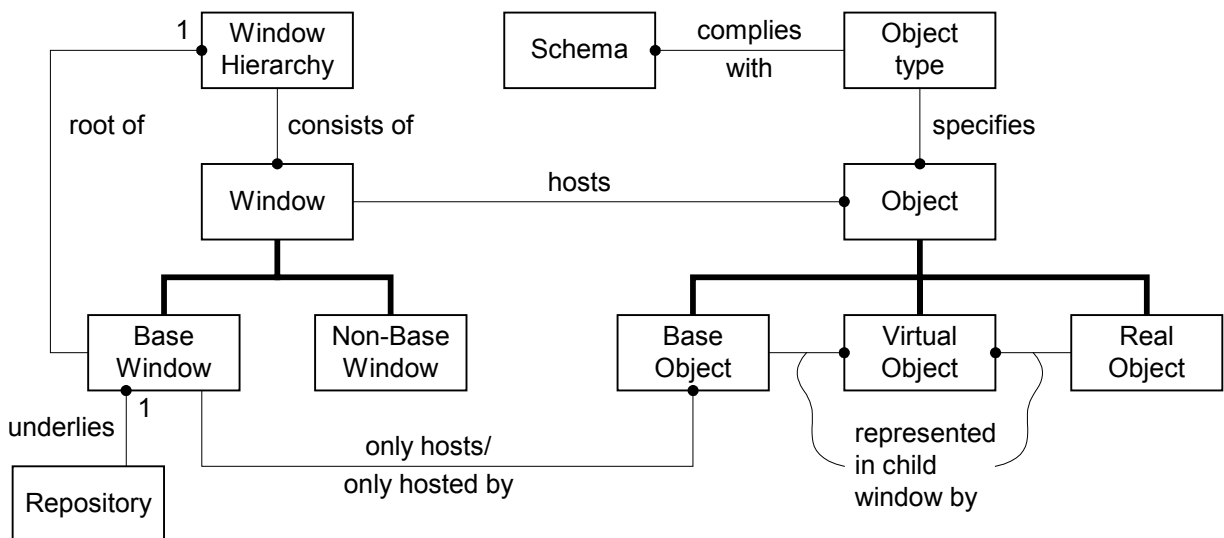 1
Window
Hierarchy
Schema
complies
with
Object
type
root of
consists of
specifies
Window
hosts
Object
Base
Window
Non-Base
Window
Base
Object
Virtual
Object
Real
Object
underlies
1
only hosts/
only hosted by
represented
in child
window by
Repository